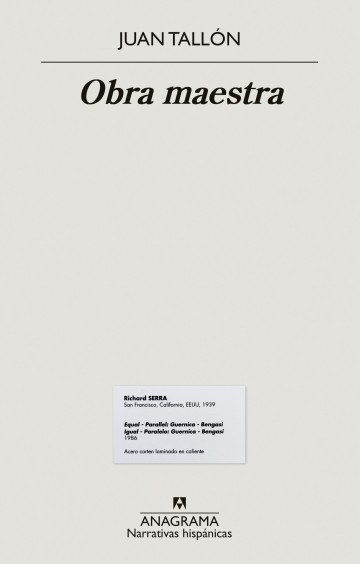 JUAN TALLÓN
Obra maestra
Richard SERRA
San Francisco, California, EEUU, 1939
Equal - Parallel: Guernica - Bengasi
Igual - Paralelo: Guernica - Bengasi
1986
Acero corten laminado en caliente
ANAGRAMA
Narrativas hispánicas